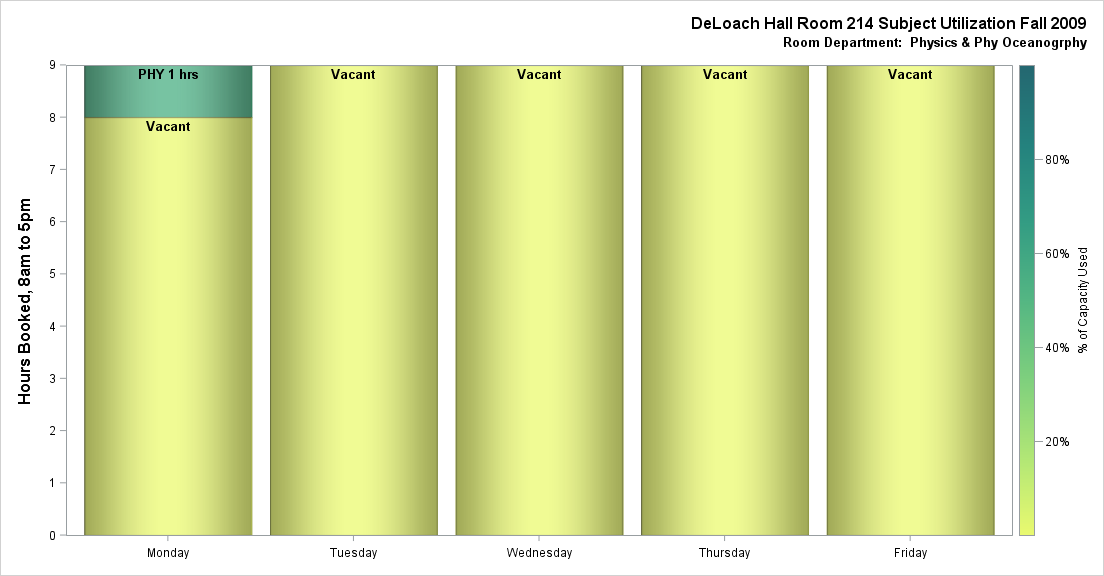 DeLoach Hall Room 214 Subject Utilization Fall 2009
Room Department:  Physics & Phy Oceanogrphy
9
8
7
6
5
4
3
2
1
0
Hours Booked, 8am to 5pm
PHY 1 hrs
Vacant
Vacant
Vacant
Vacant
Vacant
Monday
Tuesday
Wednesday
Thursday
Friday
80%
60%
40%
20%
% of Capacity Used